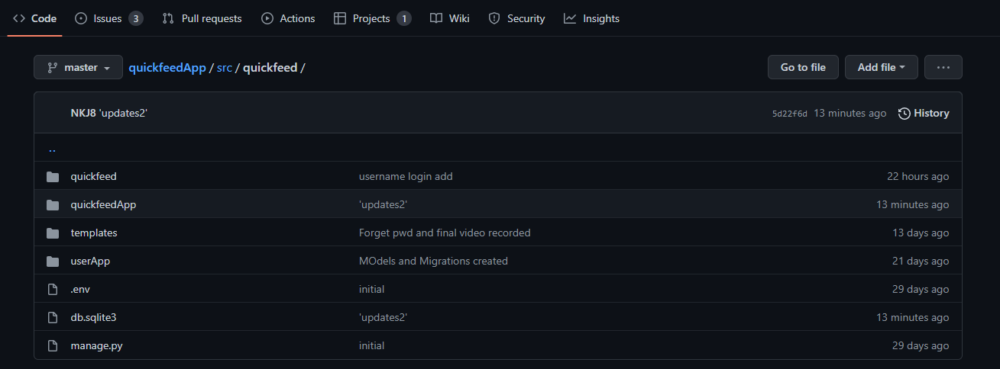 Code Issues 3 Pull requests Actions Projects 1 Wiki Security Insights
master quickfeedApp / src / quickfeed / Go to file Add file ...
NKJ8 'updates2' 5d22f6d 13 minutes ago History
..
quickfeed username login add 22 hours ago
quickfeedApp 'updates2' 13 minutes ago
templates Forget pwd and final video recorded 13 days ago
userApp MOdels and Migrations created 21 days ago
.env initial 29 days ago
db.sqlite3 'updates2' 13 minutes ago
manage.py initial 29 days ago